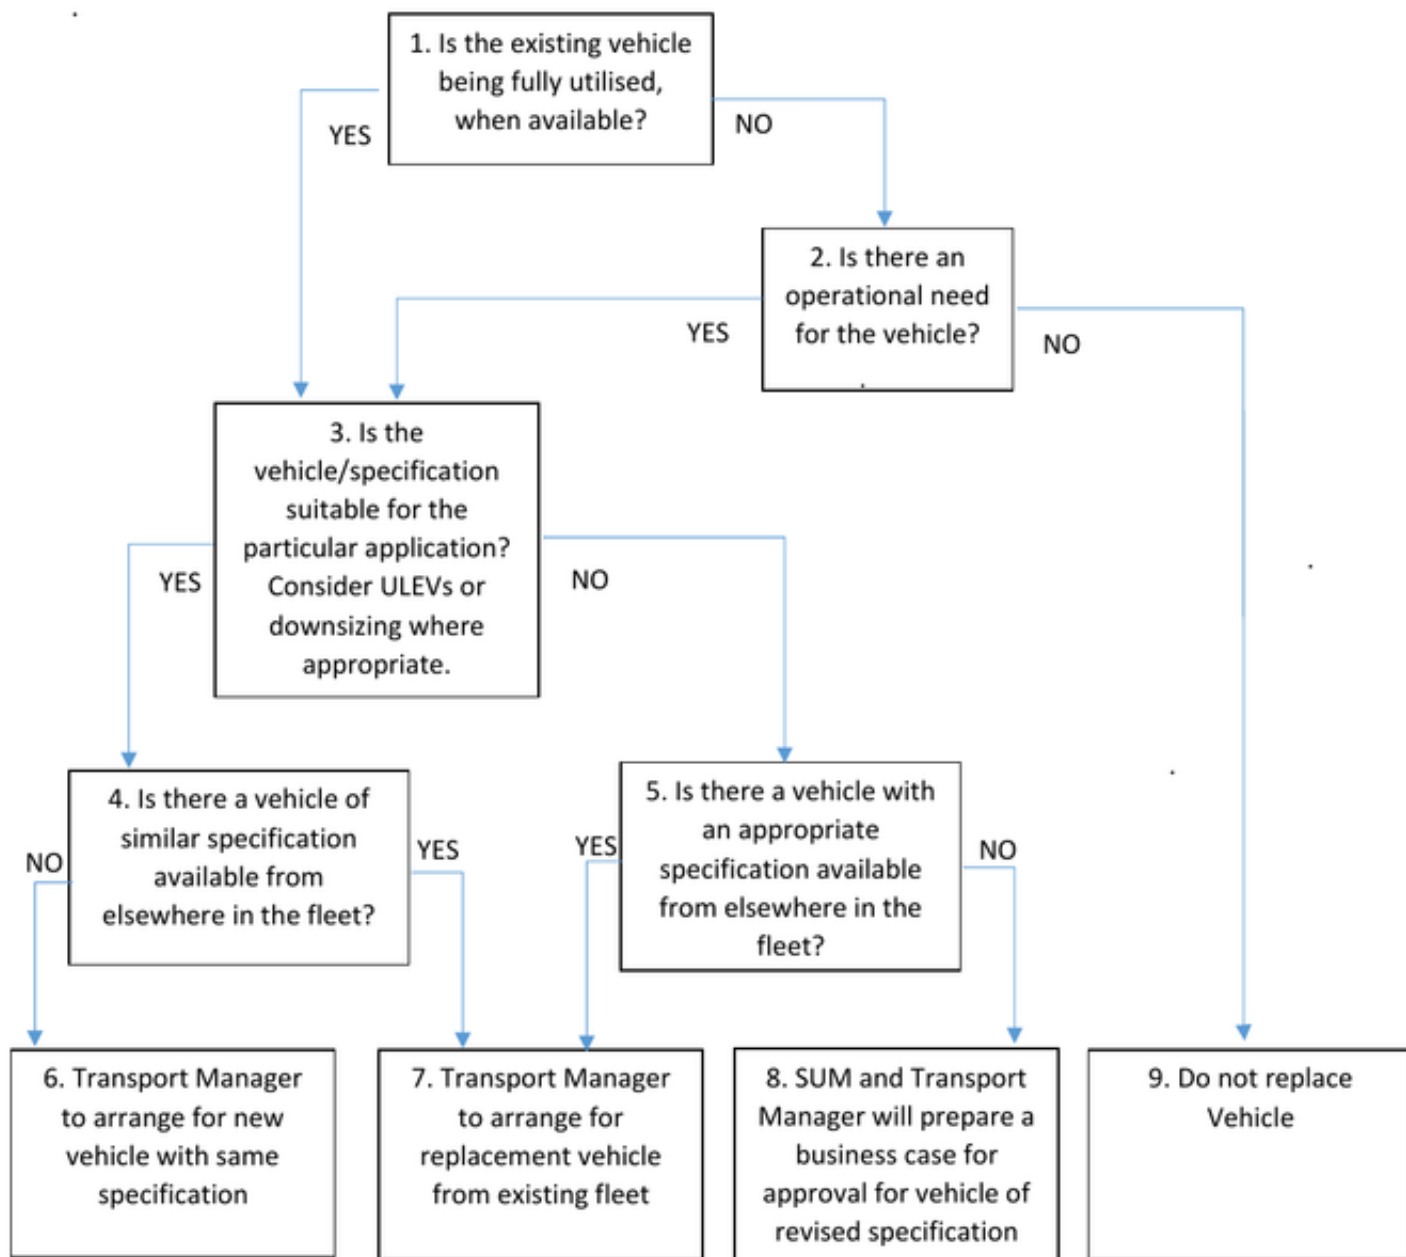 1. Is the existing vehicle
being fully utilised,
when available?
YES
NO
2. Is there an
operational need
for the vehicle?
YES
NO
3. Is the
vehicle/specification
suitable for the
particular application?
Consider ULEVs or
downsizing where
appropriate.
YES
NO
4. Is there a vehicle of
similar specification
available from
elsewhere in the fleet?
NO
YES
5. Is there a vehicle with
an appropriate
specification available
from elsewhere in the
fleet?
YES
NO
6. Transport Manager
to arrange for new
vehicle with same
specification
7. Transport Manager
to arrange for
replacement vehicle
from existing fleet
8. SUM and Transport
Manager will prepare a
business case for
approval for vehicle of
revised specification
9. Do not replace
Vehicle